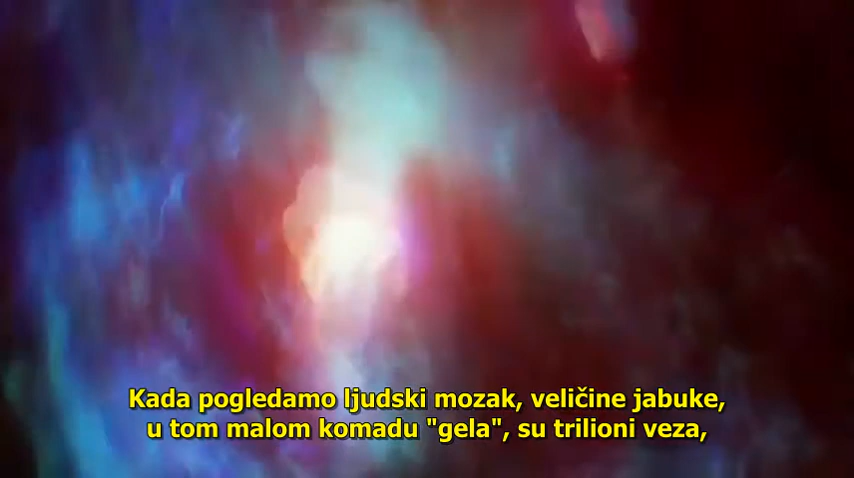 Kada pogledamo ljudski mozak, veličine jabuke,
u tom malom komadu "gela", su trilioni veza,